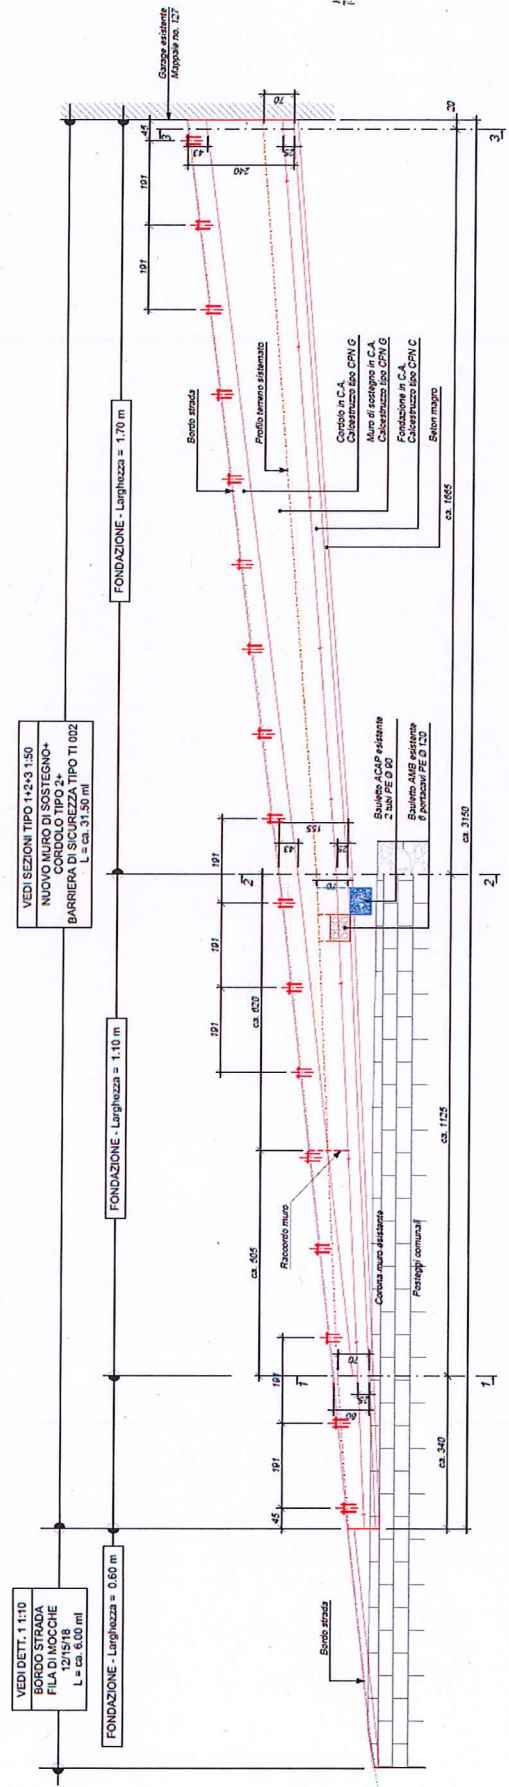 VEDI DETT. 1 1:10
BORDO STRADA
FILA DI MOCCHE
12/15/18
L = ca. 6.00 ml
VEDI SEZIONI TIPO 1+2+3 1:50
NUOVO MURO DI SOSTEGNO+
CORDOLO TIPO 2+
BARRIERA DI SICUREZZA TIPO TI 002
L = ca. 31.50 ml
FONDAZIONE - Larghezza = 0.60 m
FONDAZIONE - Larghezza = 1.10 m
FONDAZIONE - Larghezza = 1.70 m
Garage esistente
Mappale no. 127
45
191
191
191
191
191
191
191
45
ca. 505
ca. 620
Bordo strada
Bordo strada
Profilo terreno sistemato
Raccordo muro
Cordolo in C.A.
Calcestruzzo tipo CPN G
Muro di sostegno in C.A.
Calcestruzzo tipo CPN G
Fondazione in C.A.
Calcestruzzo tipo CPN C
Beton magro
Bauletto ACAP esistente
2 tubi PE Ø 90
Bauletto AMB esistente
6 portacavi PE Ø 120
Corona muro esistente
Posteggi comunali
70
43
155
43
240
70
1
1
2
2
3
3
ca. 340
ca. 1125
ca. 1665
20
ca. 3150